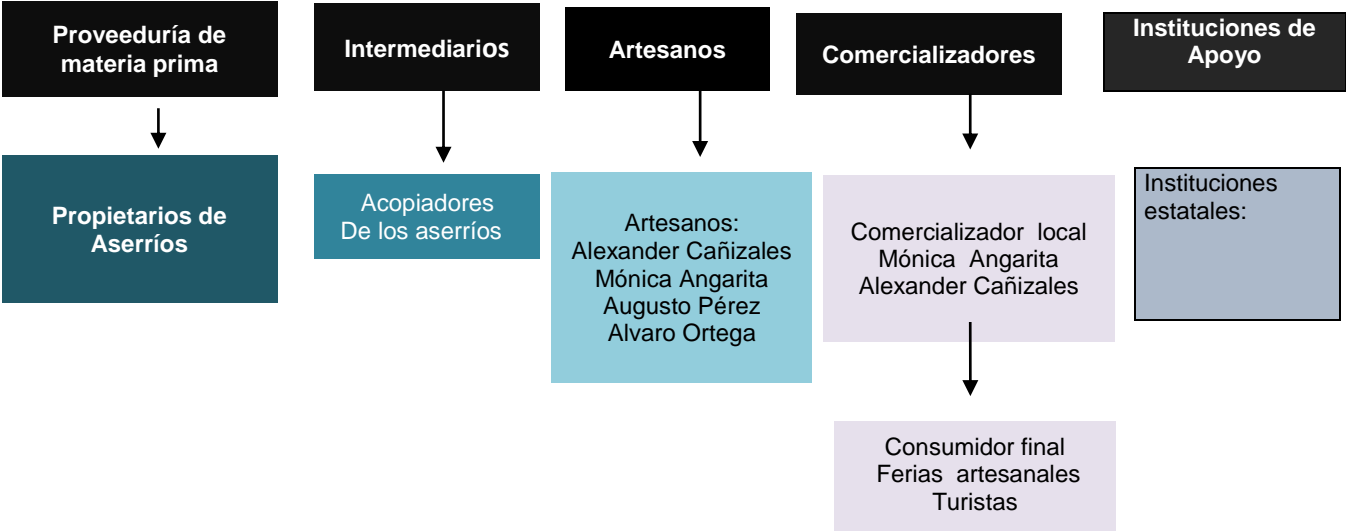 Proveeduría de
materia prima
Intermediarios
Artesanos
Comercializadores
Instituciones de
Apoyo
Propietarios de
Aserríos
Acopiadores
De los aserríos
Artesanos:
Alexander Cañizales
Mónica Angarita
Augusto Pérez
Alvaro Ortega
Comercializador local
Mónica Angarita
Alexander Cañizales
Instituciones
estatales:
Consumidor final
Ferias artesanales
Turistas